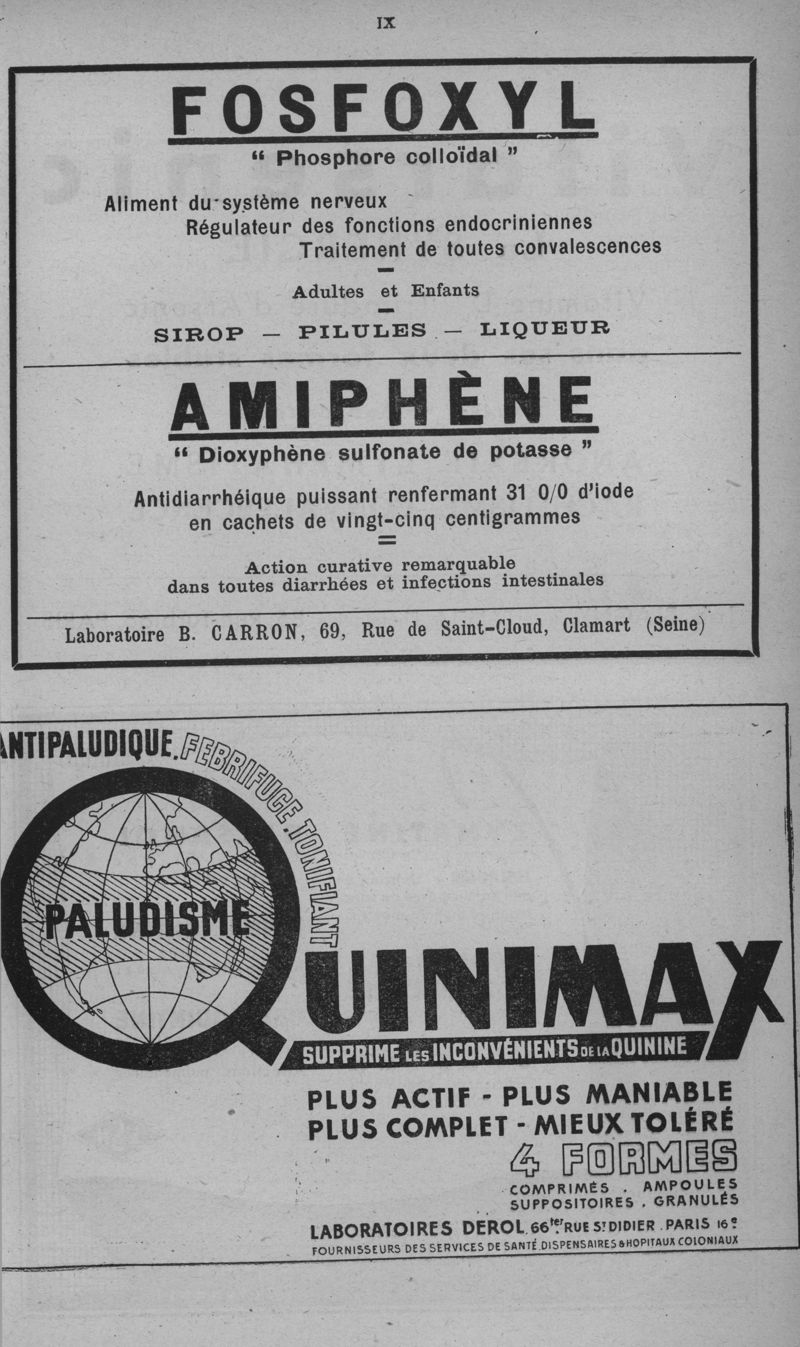 IX
FOSFOXYL
“ Phosphore colloïdal ”
Aliment du système nerveux
Régulateur des fonctions endocriniennes
Traitement de toutes convalescences
Adultes et Enfants
SIROP — PILULES — LIQUEUR
AMIPHÈNE
“ Dioxyphène sulfonate de potasse ”
Antidiarrhéique puissant renfermant 31 0/0 d'iode
en cachets de vingt-cinq centigrammes
Action curative remarquable
dans toutes diarrhées et infections intestinales
Laboratoire B. CARRON, 69, Rue de Saint-Cloud, Clamart (Seine)
ANTIPALUDIQUE. FEBRIFUGE. TONIFIANT
PALUDISME
QUINIMAX
SUPPRIME LES INCONVÉNIENTS DE LA QUININE
PLUS ACTIF - PLUS MANIABLE
PLUS COMPLET - MIEUX TOLÉRÉ
4 FORMES
COMPRIMÉS . AMPOULES
SUPPOSITOIRES . GRANULÉS
LABORATOIRES DEROL. 66ter RUE St DIDIER . PARIS 16e
FOURNISSEURS DES SERVICES DE SANTÉ. DISPENSAIRES & HOPITAUX COLONIAUX